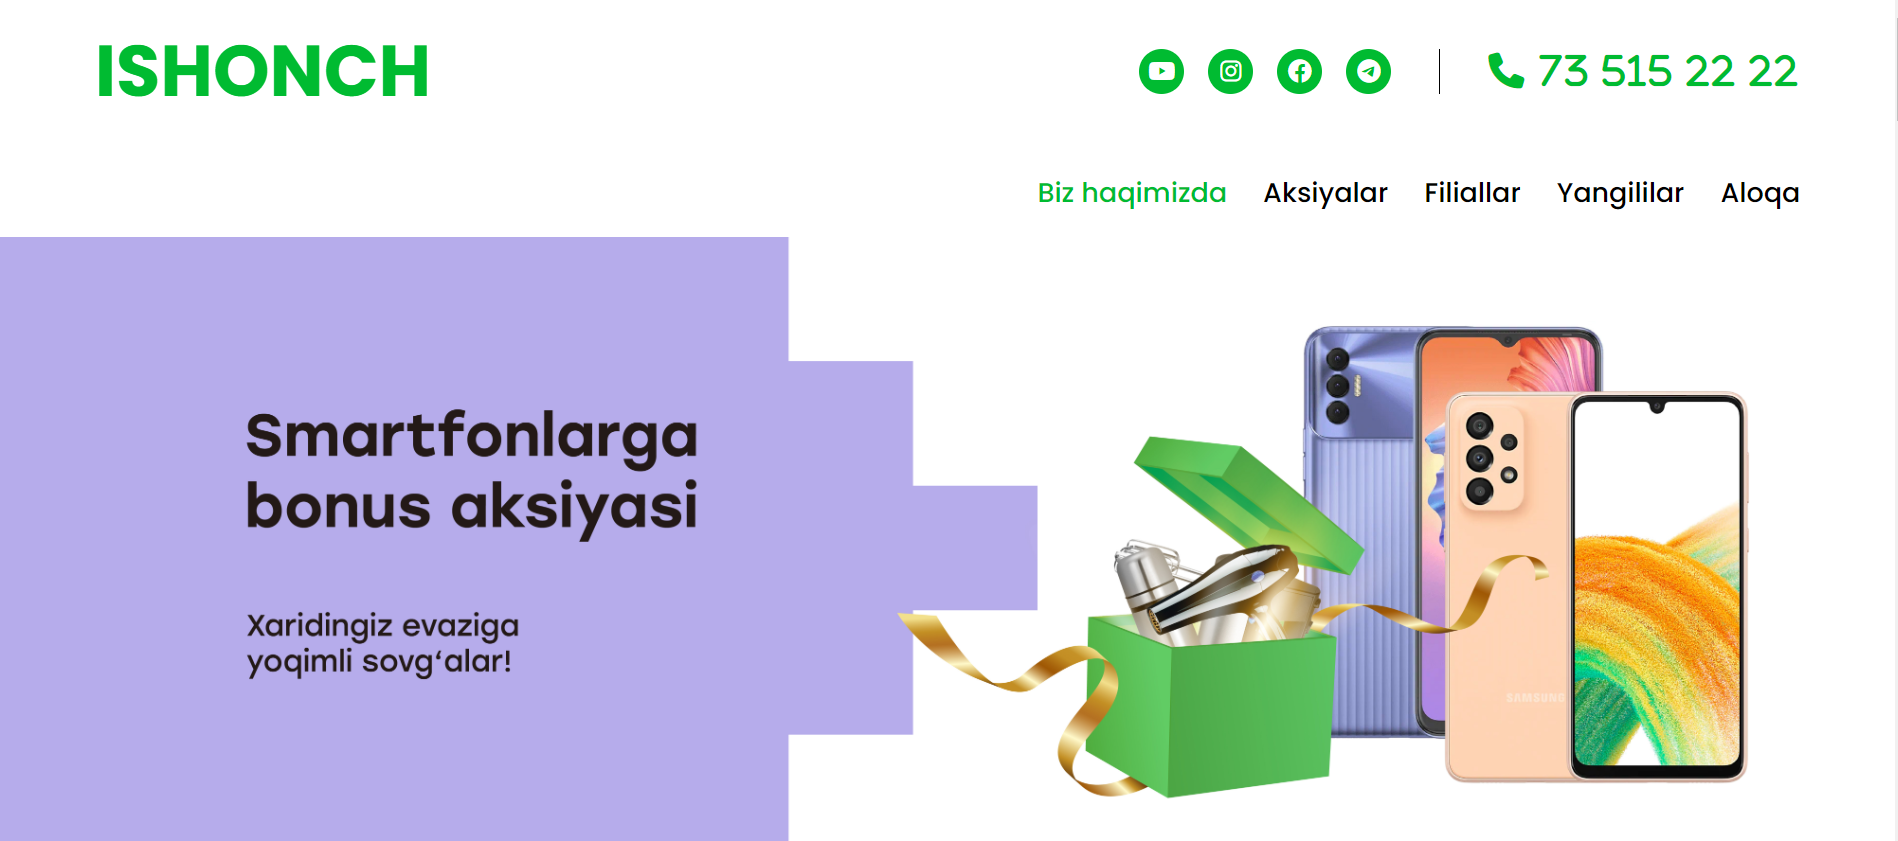 ISHONCH
73 515 22 22
Biz haqimizda Aksiyalar Filiallar Yangililar Aloqa
Smartfonlarga
bonus aksiyasi
Xaridingiz evaziga
yoqimli sovg‘alar!
SAMSUNG